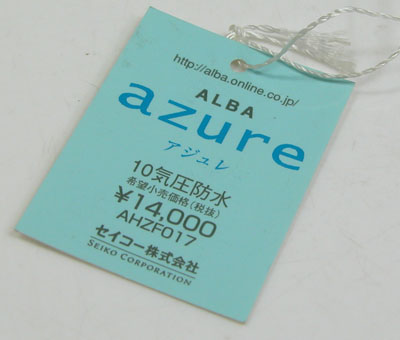 http://alba.online.co.jp/
ALBA
azure
アジュレ
10気圧防水
希望小売価格(税抜)
¥14,000
AHZF017
セイコー株式会社
SEIKO CORPORATION